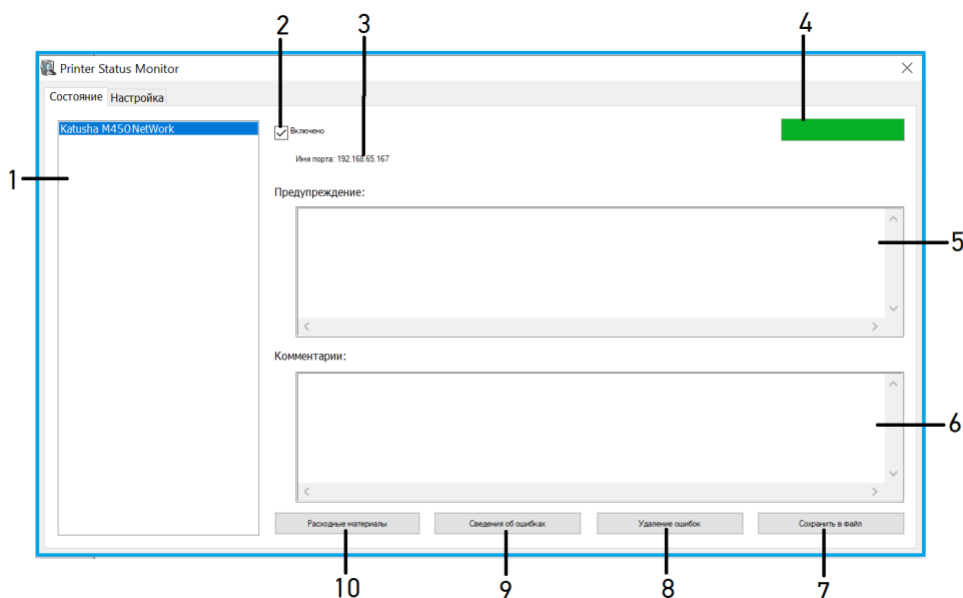 2 3 4
Printer Status Monitor
Состояние Настройка
Katusha M450 NetWork
Включено
Имя порта: 192.168.65.167
1
Предупреждение:
5
Комментарии:
6
Расходные материалы Сведения об ошибках Удаление ошибок Сохранить в файл
10 9 8 7